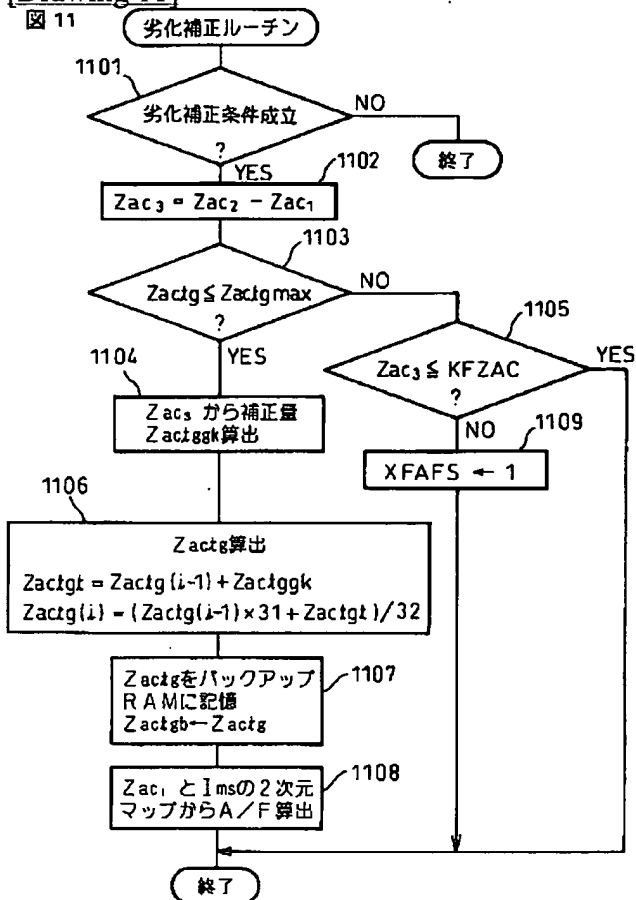 [Drawing 11]
図 11
劣化補正ルーチン
1101
劣化補正条件成立
?
NO
終了
YES
1102
Zac₃ = Zac₂ − Zac₁
1103
Zactg ≦ Zactgmax
?
NO
YES
1105
Zac₃ ≦ KFZAC
?
YES
NO
1104
Zac₃ から補正量
Zactggk算出
1109
XFAFS ← 1
1106
Zactg算出
Zactgt = Zactg(i-1) + Zactggk
Zactg(i) = (Zactg(i-1)×31 + Zactgt)/32
1107
Zactgをバックアップ
RAMに記憶
Zactgb←Zactg
1108
Zac₁ とImsの2次元
マップからA/F算出
終了